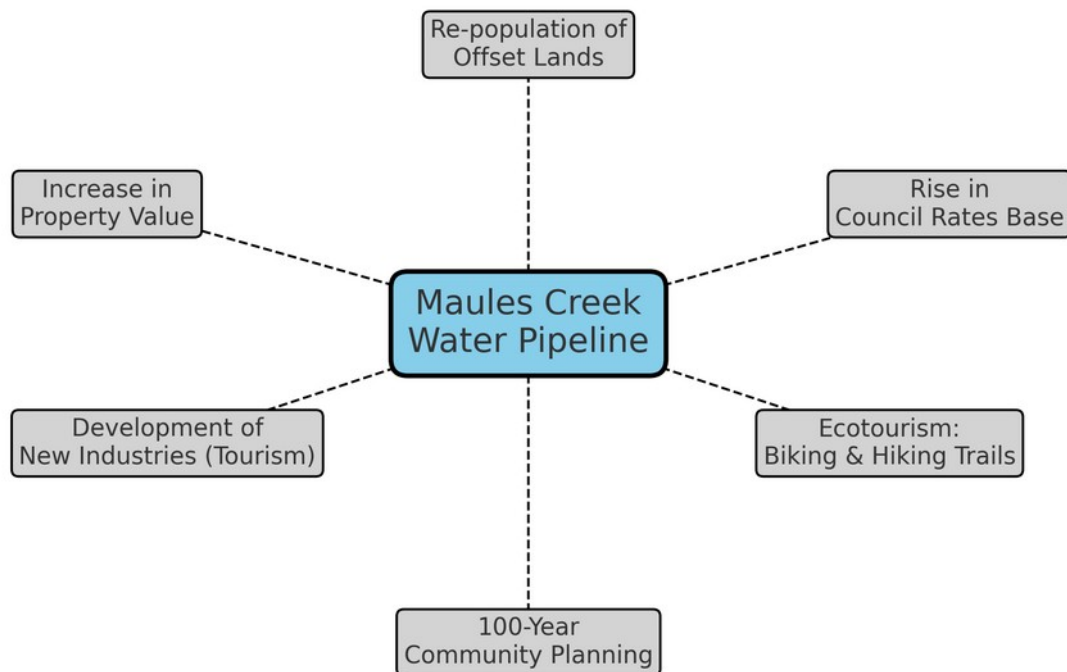 Re-population of
Offset Lands
Increase in
Property Value
Rise in
Council Rates Base
Maules Creek
Water Pipeline
Development of
New Industries (Tourism)
Ecotourism:
Biking & Hiking Trails
100-Year
Community Planning